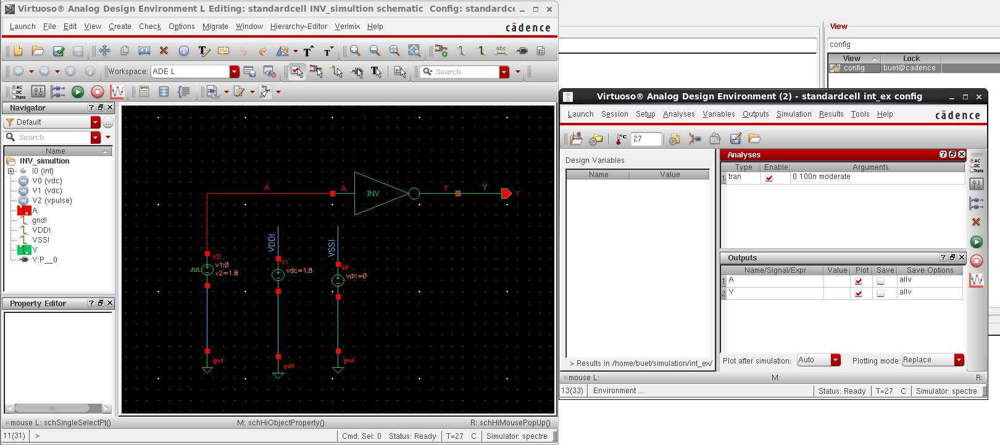 Virtuoso® Analog Design Environment L Editing: standardcell INV_simultion schematic Config: standardce
Launch File Edit View Create Check Options Migrate Window Hierarchy-Editor Verimix Help
cādence
Workspace: ADE L
Search
AC
DC
Trans
Navigator
Default
Search
Name
INV_simultion
I0 (int)
V0 (vdc)
V1 (vdc)
V2 (vpulse)
A
gnd!
VDD!
VSS!
Y
Y:P__0
Property Editor
A
A
INV
Y
Y
Y
VDD!
VSS!
V2
v1:0
v2=1.8
V1
vdc=1.8
V0
vdc=0
gnd
gnd
gnd
mouse L: schSingleSelectPt()
M: schHiObjectProperty()
R: schHiMousePopUp()
11(31)
>
Cmd: Sel: 0 Status: Ready T=27 C Simulator: spectre
View
config
View Lock
config buet@cadence
Virtuoso® Analog Design Environment (2) - standardcell int_ex config
Launch Session Setup Analyses Variables Outputs Simulation Results Tools Help
cādence
°C
27
Design Variables
Name Value
> Results in /home/buet/simulation/int_ex/
Analyses
Type Enable Arguments
1 tran 0 100n moderate
AC
DC
Trans
Outputs
Name/Signal/Expr Value Plot Save Save Options
1 A allv
2 Y allv
Plot after simulation: Auto Plotting mode: Replace
mouse L: M: R:
13(33) Environment ... Status: Ready T=27 C Simulator: spectre